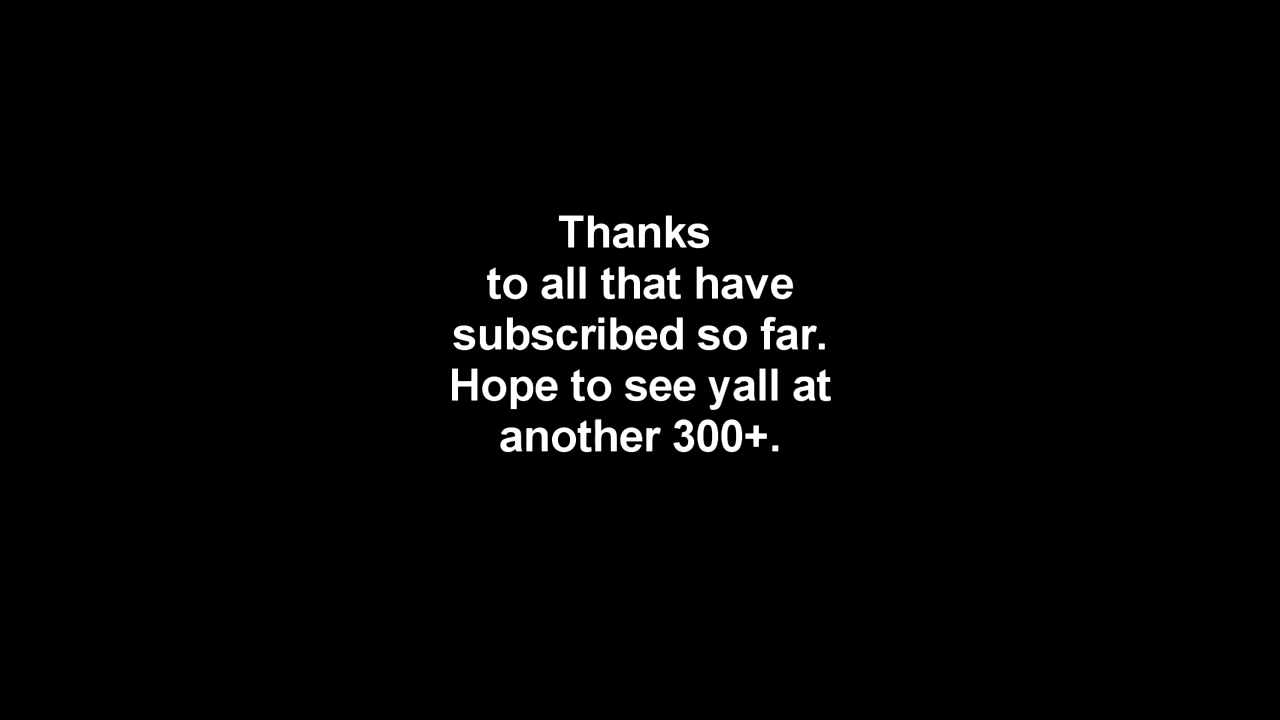 Thanks
to all that have
subscribed so far.
Hope to see yall at
another 300+.